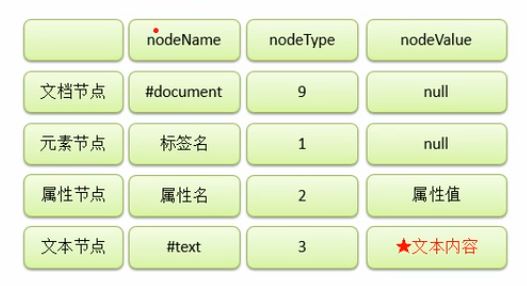 nodeName nodeType nodeValue
文档节点 #document 9 null
元素节点 标签名 1 null
属性节点 属性名 2 属性值
文本节点 #text 3 ★文本内容